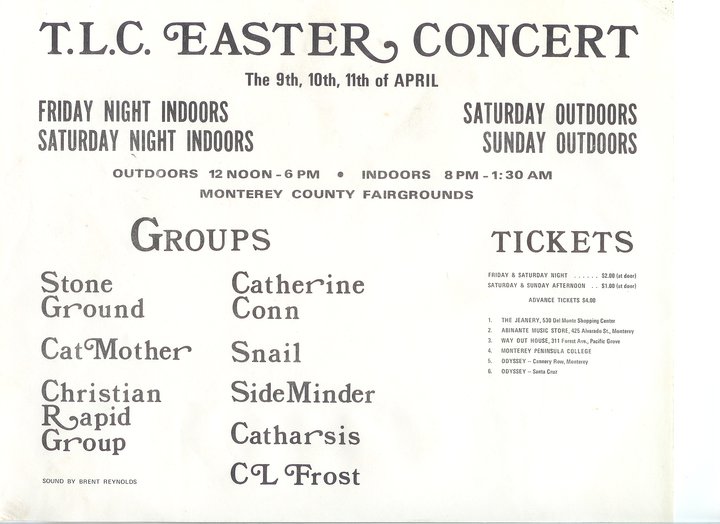 T.L.C. EASTER CONCERT
The 9th, 10th, 11th of APRIL
FRIDAY NIGHT INDOORS
SATURDAY NIGHT INDOORS
SATURDAY OUTDOORS
SUNDAY OUTDOORS
OUTDOORS 12 NOON - 6 PM • INDOORS 8 PM - 1:30 AM
MONTEREY COUNTY FAIRGROUNDS
GROUPS
Stone
Ground
CatMother
Christian
Rapid
Group
Catherine
Conn
Snail
SideMinder
Catharsis
CL Frost
SOUND BY BRENT REYNOLDS
TICKETS
FRIDAY & SATURDAY NIGHT ...... $2.00 (at door)
SATURDAY & SUNDAY AFTERNOON .. $1.00 (at door)
ADVANCE TICKETS $4.00
1. THE JEANERY, 530 Del Monte Shopping Center
2. ABINANTE MUSIC STORE, 425 Alvarado St., Monterey
3. WAY OUT HOUSE, 311 Forest Ave., Pacific Grove
4. MONTEREY PENINSULA COLLEGE
5. ODYSSEY -- Cannery Row, Monterey
6. ODYSSEY -- Santa Cruz